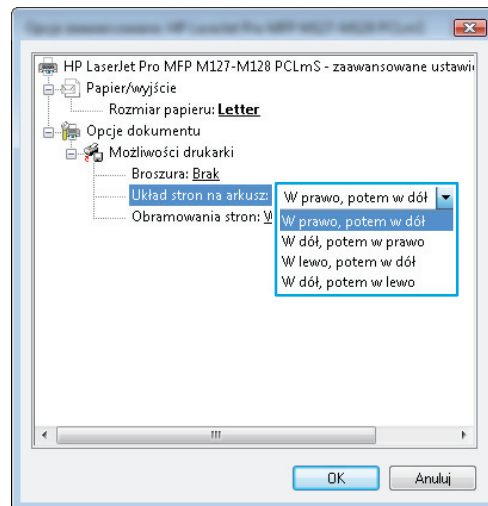 HP LaserJet Pro MFP M127-M128 PCLmS - zaawansowane ustawi
Papier/wyjście
Rozmiar papieru: Letter
Opcje dokumentu
Możliwości drukarki
Broszura: Brak
Układ stron na arkusz: W prawo, potem w dół
Obramowania stron:
W prawo, potem w dół
W dół, potem w prawo
W lewo, potem w dół
W dół, potem w lewo
OK Anuluj